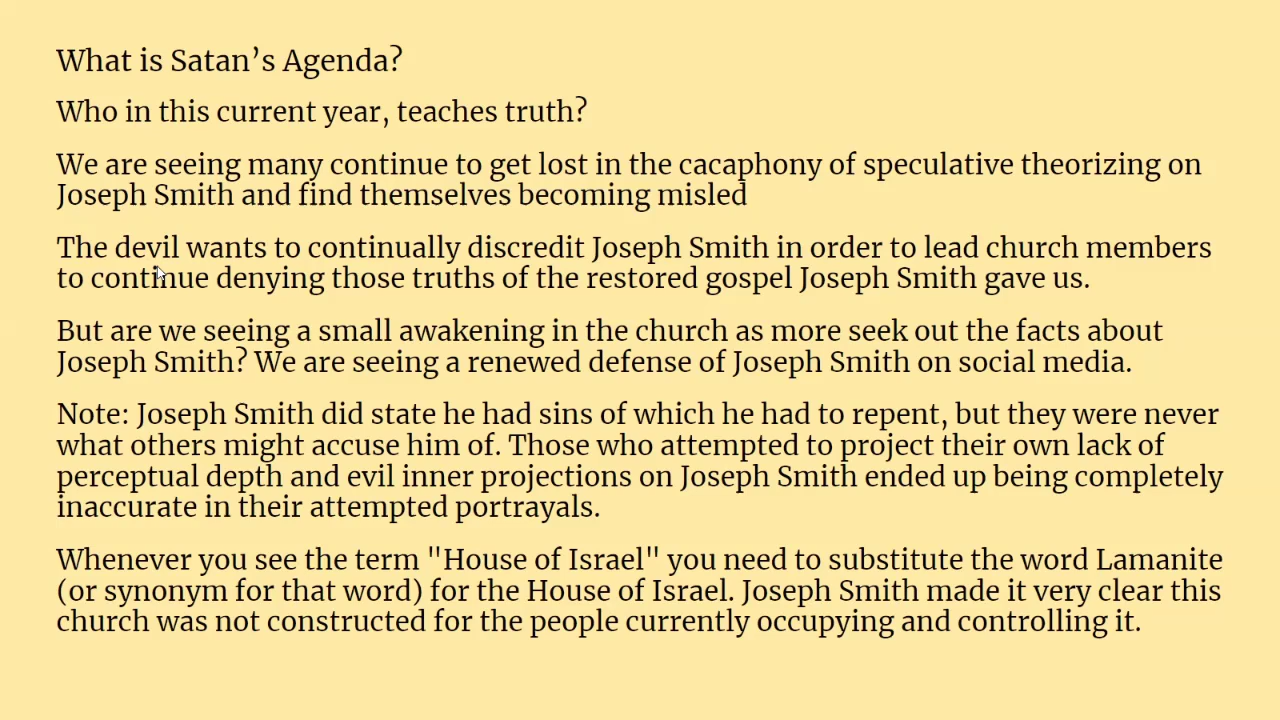 What is Satan’s Agenda?
Who in this current year, teaches truth?
We are seeing many continue to get lost in the cacaphony of speculative theorizing on
Joseph Smith and find themselves becoming misled
The devil wants to continually discredit Joseph Smith in order to lead church members
to continue denying those truths of the restored gospel Joseph Smith gave us.
But are we seeing a small awakening in the church as more seek out the facts about
Joseph Smith? We are seeing a renewed defense of Joseph Smith on social media.
Note: Joseph Smith did state he had sins of which he had to repent, but they were never
what others might accuse him of. Those who attempted to project their own lack of
perceptual depth and evil inner projections on Joseph Smith ended up being completely
inaccurate in their attempted portrayals.
Whenever you see the term "House of Israel" you need to substitute the word Lamanite
(or synonym for that word) for the House of Israel. Joseph Smith made it very clear this
church was not constructed for the people currently occupying and controlling it.